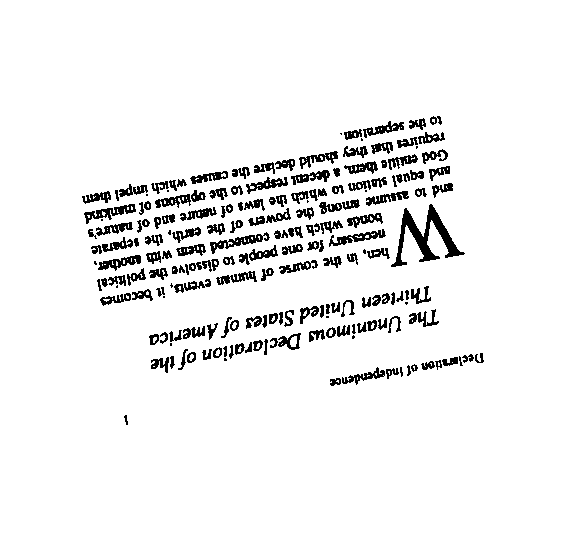 1
Declaration of Independence
The Unanimous Declaration of the
Thirteen United States of America
When, in the course of human events, it becomes
necessary for one people to dissolve the political
bonds which have connected them with another,
and to assume among the powers of the earth, the separate
and equal station to which the laws of nature and of nature's
God entitle them, a decent respect to the opinions of mankind
requires that they should declare the causes which impel them
to the separation.